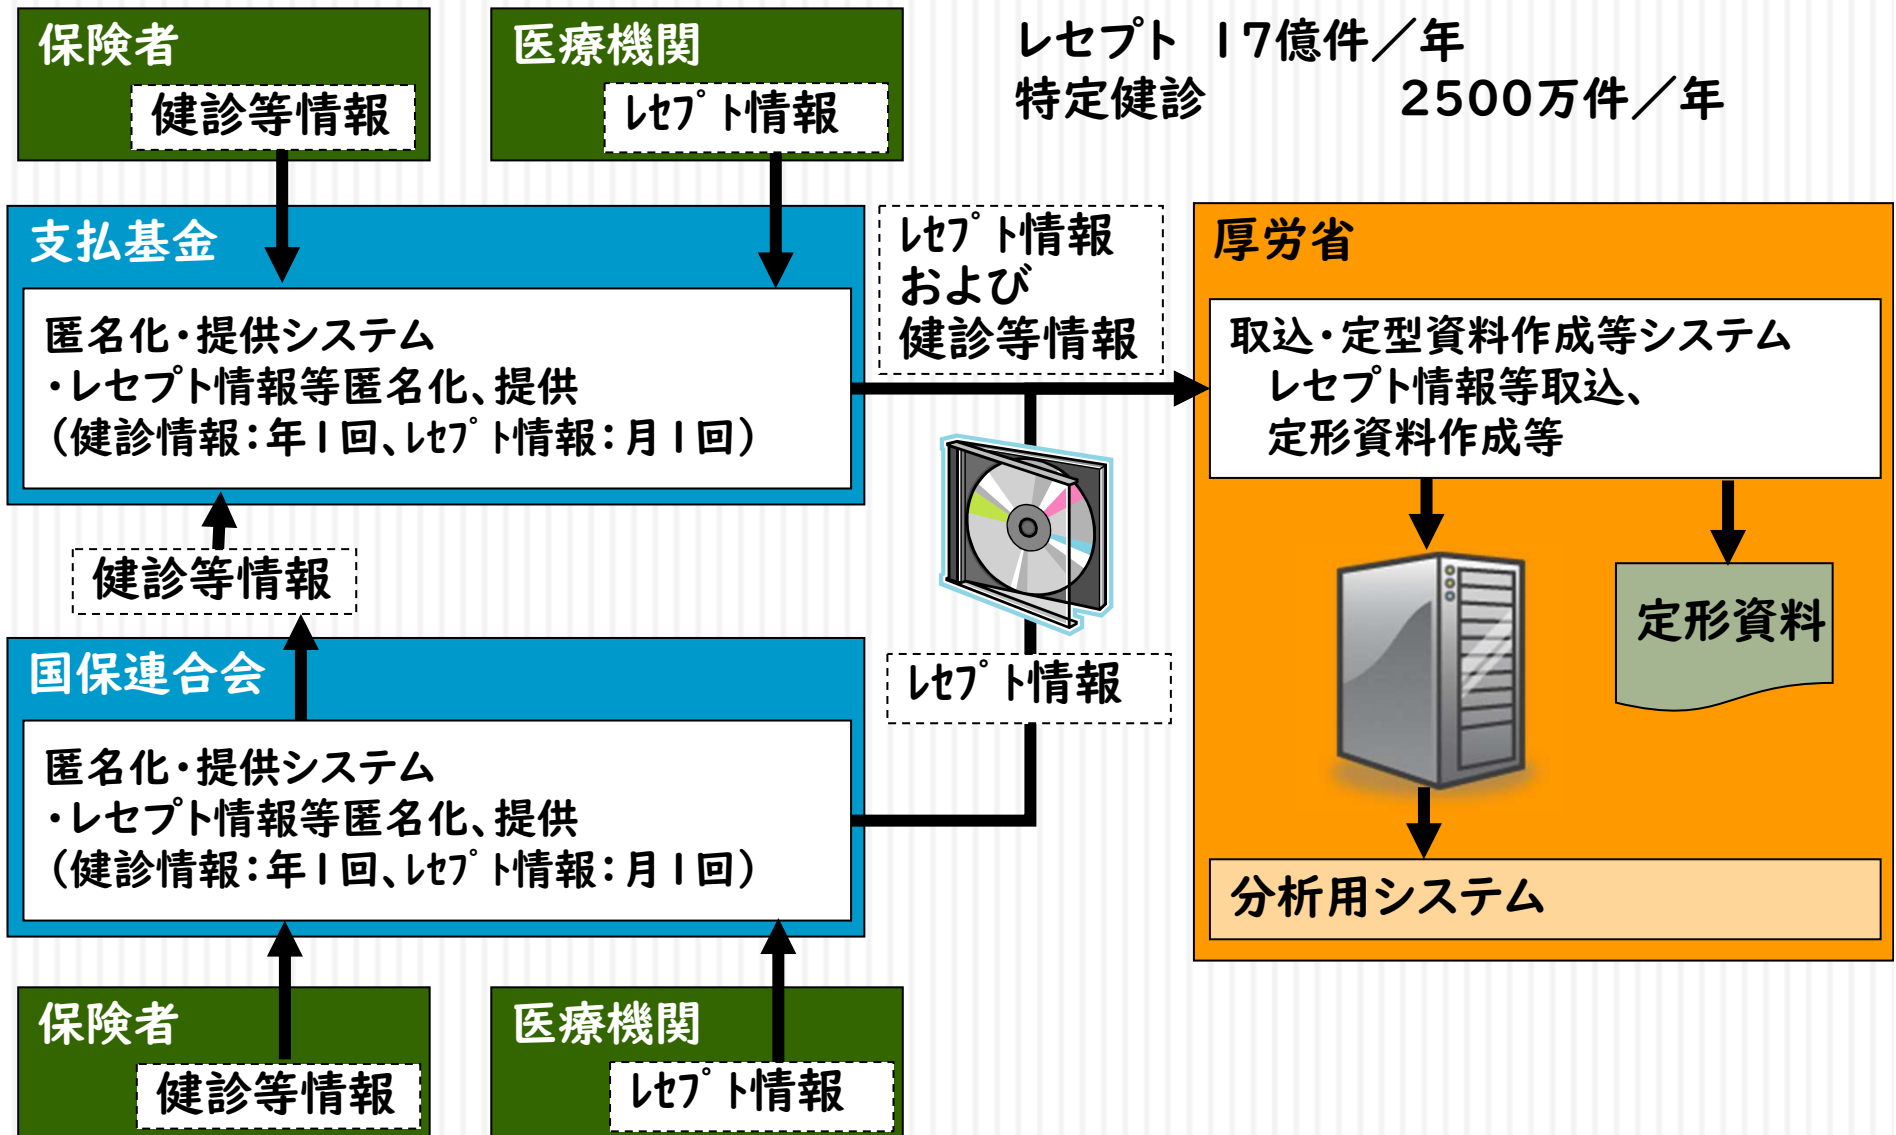 保険者
健診等情報
医療機関
ﾚｾﾌﾟﾄ情報
レセプト 17億件／年
特定健診 2500万件／年
支払基金
匿名化・提供システム
・レセプト情報等匿名化、提供
（健診情報：年1回、ﾚｾﾌﾟﾄ情報：月1回）
ﾚｾﾌﾟﾄ情報
および
健診等情報
厚労省
取込・定型資料作成等システム
レセプト情報等取込、
定形資料作成等
定形資料
分析用システム
健診等情報
国保連合会
匿名化・提供システム
・レセプト情報等匿名化、提供
（健診情報：年1回、ﾚｾﾌﾟﾄ情報：月1回）
ﾚｾﾌﾟﾄ情報
保険者
健診等情報
医療機関
ﾚｾﾌﾟﾄ情報